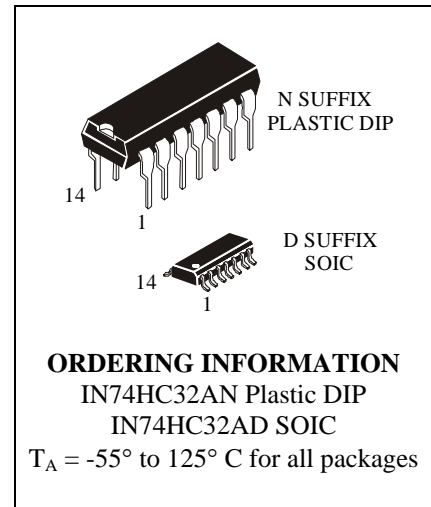 N SUFFIX
PLASTIC DIP
14
1
D SUFFIX
SOIC
14
1
ORDERING INFORMATION
IN74HC32AN Plastic DIP
IN74HC32AD SOIC
T_A = -55° to 125° C for all packages